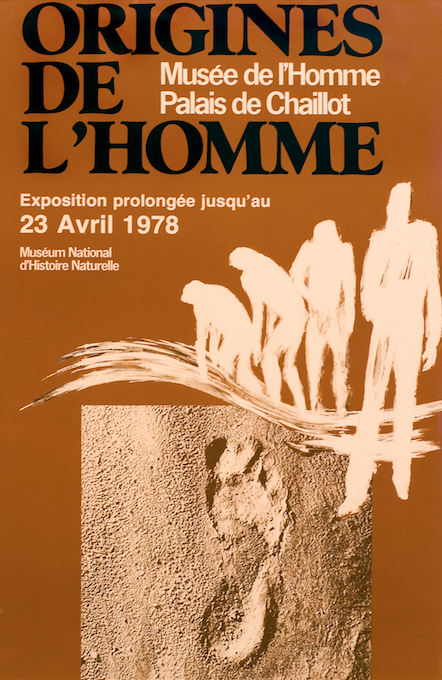 ORIGINES
DE
Musée de l'Homme
Palais de Chaillot
L'HOMME
Exposition prolongée jusqu'au
23 Avril 1978
Muséum National
d'Histoire Naturelle